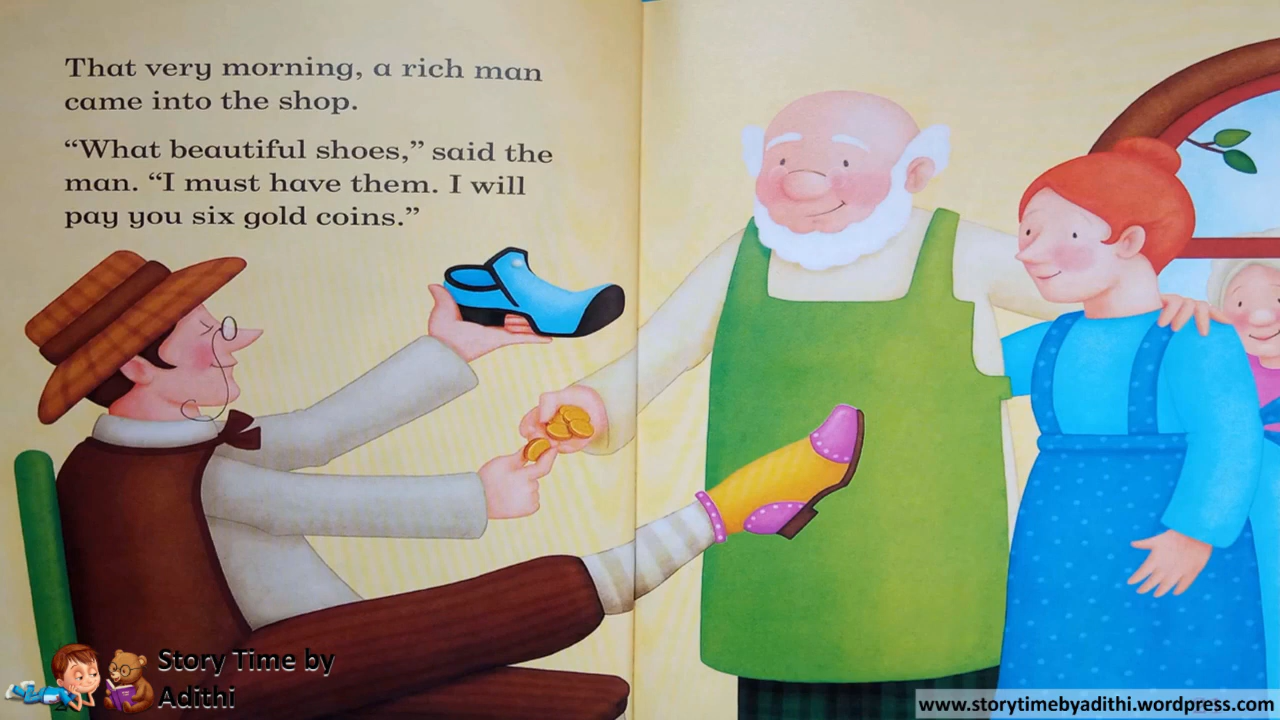 That very morning, a rich man
came into the shop.
“What beautiful shoes,” said the
man. “I must have them. I will
pay you six gold coins.”
Story Time by
Adithi
www.storytimebyadithi.wordpress.com